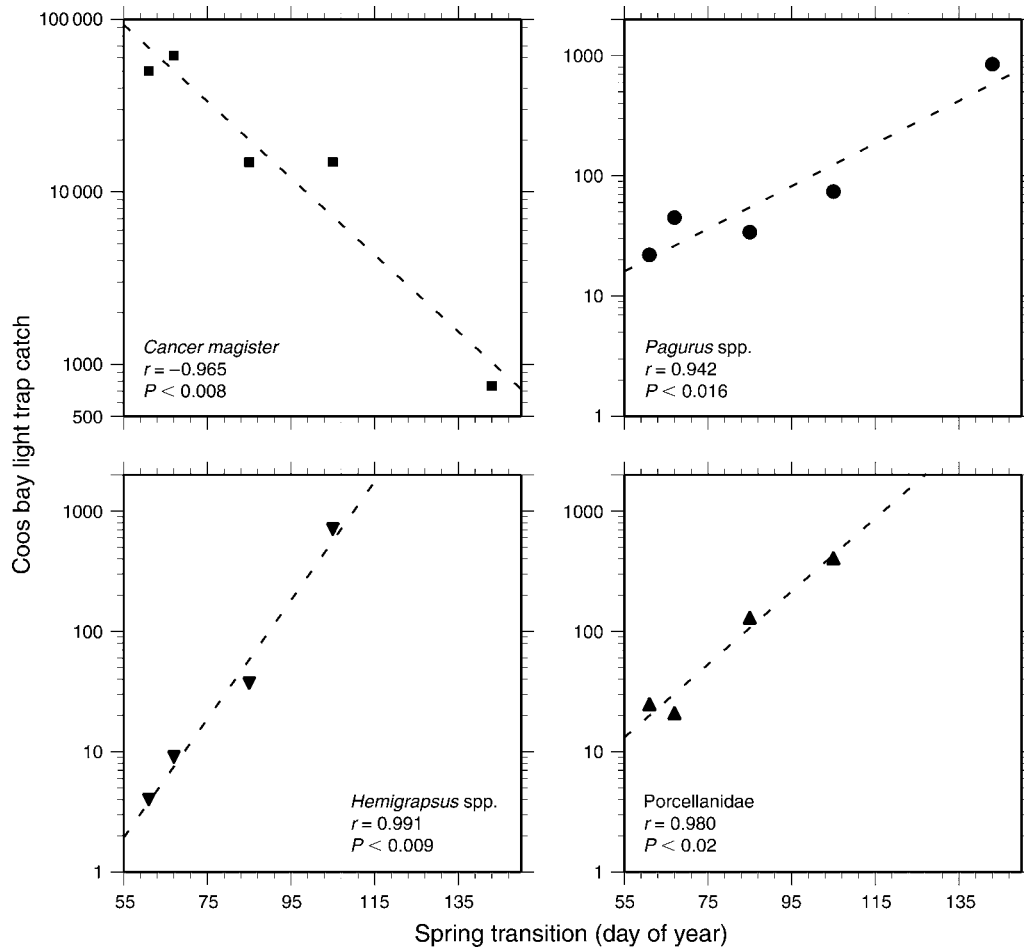 Coos bay light trap catch
100 000
10 000
1000
500
Cancer magister
r = −0.965
P < 0.008
1000
100
10
1
Pagurus spp.
r = 0.942
P < 0.016
1000
100
10
1
Hemigrapsus spp.
r = 0.991
P < 0.009
55 75 95 115 135
1000
100
10
1
Porcellanidae
r = 0.980
P < 0.02
55 75 95 115 135
Spring transition (day of year)